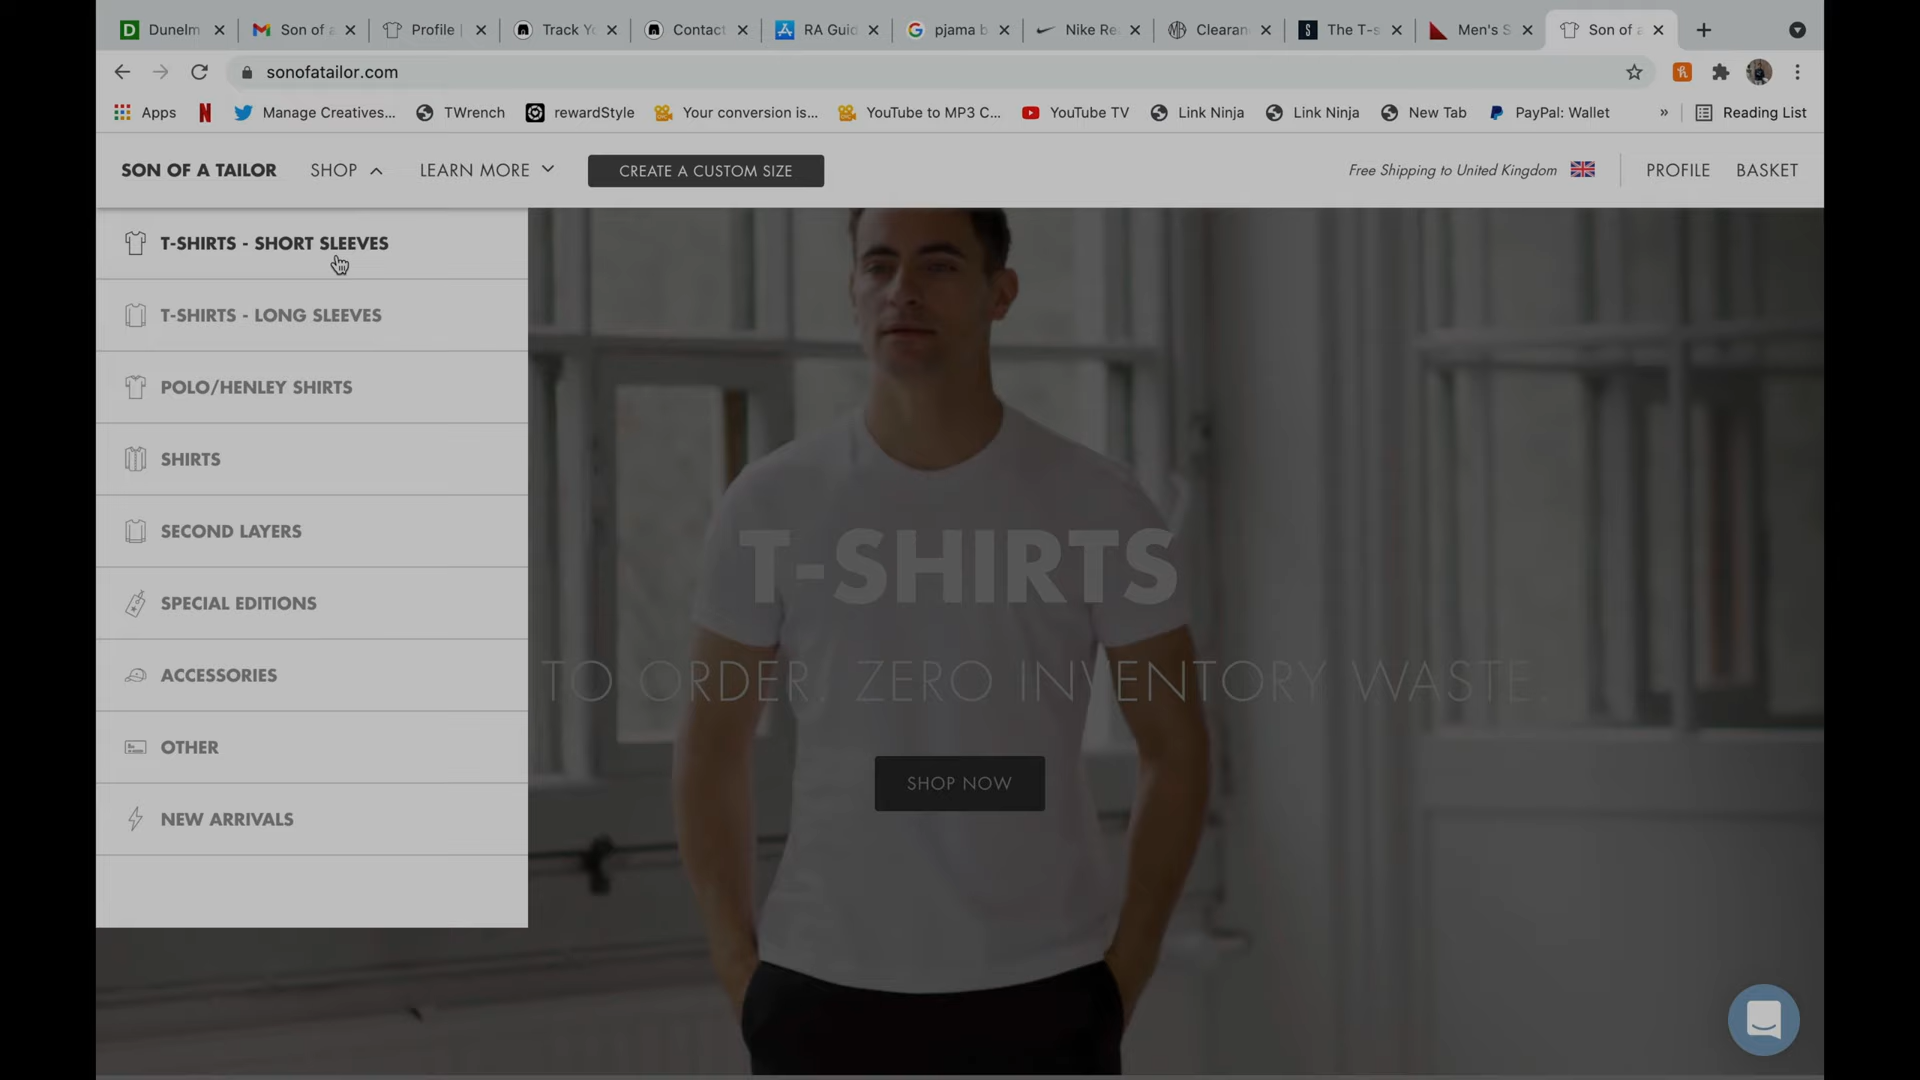 Dunelm
Son of a
Profile |
Track Yo
Contact
RA Guid
pjama b
Nike Re
Clearan
The T-s
Men's S
Son of a
sonofatailor.com
Apps
Manage Creatives...
TWrench
rewardStyle
Your conversion is...
YouTube to MP3 C...
YouTube TV
Link Ninja
Link Ninja
New Tab
PayPal: Wallet
»
Reading List
SON OF A TAILOR
SHOP
LEARN MORE
CREATE A CUSTOM SIZE
Free Shipping to United Kingdom
PROFILE
BASKET
T-SHIRTS - SHORT SLEEVES
T-SHIRTS - LONG SLEEVES
POLO/HENLEY SHIRTS
SHIRTS
SECOND LAYERS
SPECIAL EDITIONS
ACCESSORIES
OTHER
NEW ARRIVALS
T-SHIRTS
TO ORDER. ZERO INVENTORY WASTE.
SHOP NOW